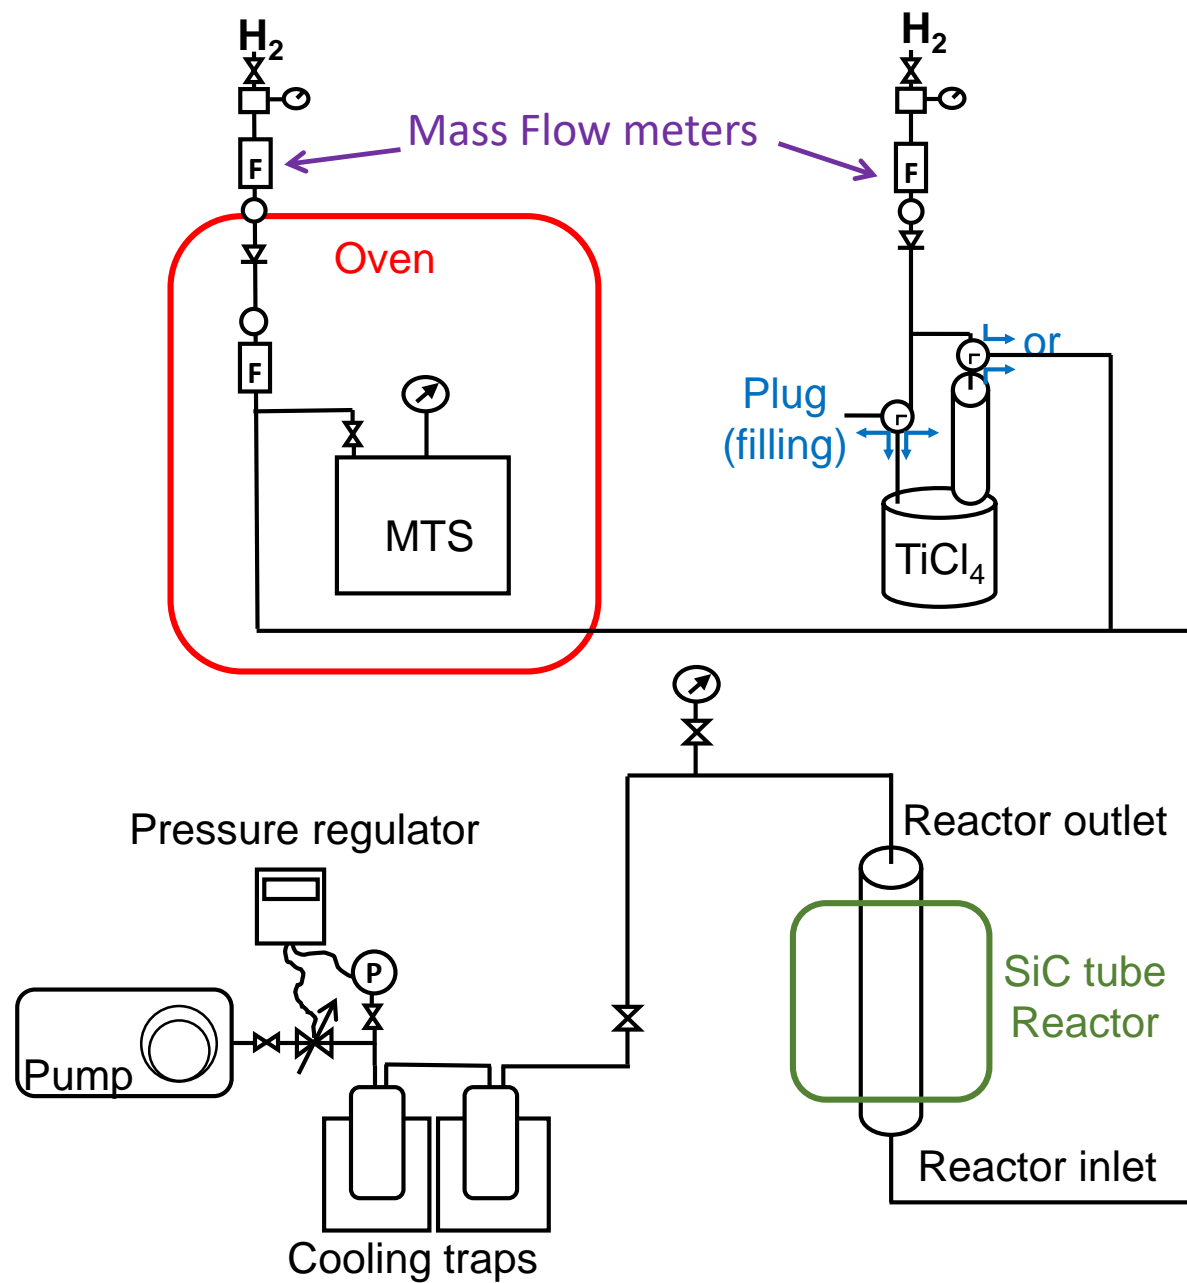 H₂
H₂
Mass Flow meters
F
F
Oven
F
or
Plug
(filling)
MTS
TiCl₄
Pressure regulator
Reactor outlet
P
SiC tube
Reactor
Pump
Reactor inlet
Cooling traps